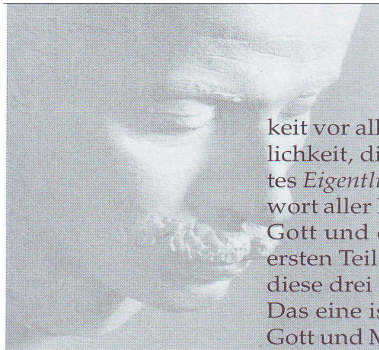 keit vor all
lichkeit, di
tes Eigentl
wort aller
Gott und
ersten Teil
diese drei
Das eine is
Gott und M